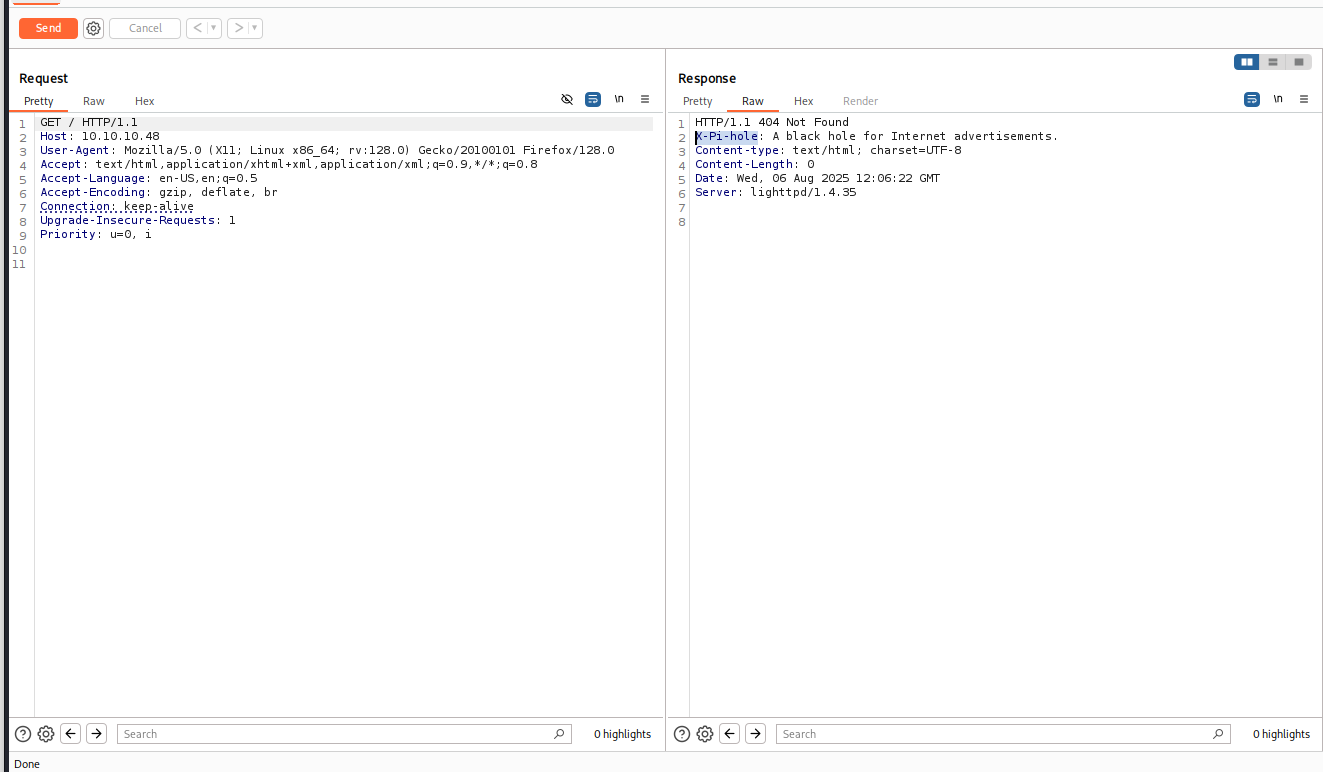 Send Cancel < >
Request
Pretty Raw Hex
\n
1 GET / HTTP/1.1
2 Host: 10.10.10.48
3 User-Agent: Mozilla/5.0 (X11; Linux x86_64; rv:128.0) Gecko/20100101 Firefox/128.0
4 Accept: text/html,application/xhtml+xml,application/xml;q=0.9,*/*;q=0.8
5 Accept-Language: en-US,en;q=0.5
6 Accept-Encoding: gzip, deflate, br
7 Connection: keep-alive
8 Upgrade-Insecure-Requests: 1
9 Priority: u=0, i
10
11
? Search 0 highlights
Response
Pretty Raw Hex Render
\n
1 HTTP/1.1 404 Not Found
2 X-Pi-hole: A black hole for Internet advertisements.
3 Content-type: text/html; charset=UTF-8
4 Content-Length: 0
5 Date: Wed, 06 Aug 2025 12:06:22 GMT
6 Server: lighttpd/1.4.35
7
8
? Search 0 highlights
Done